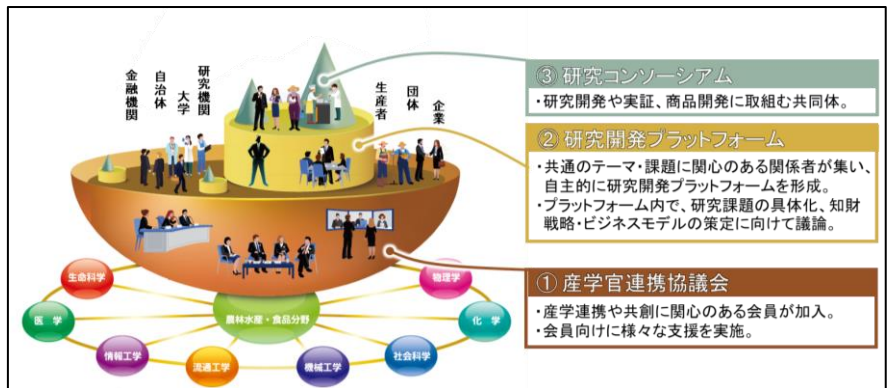 金融機関
自治体
大学
研究機関
生産者
団体
企業
③ 研究コンソーシアム
・研究開発や実証、商品開発に取組む共同体。
② 研究開発プラットフォーム
・共通のテーマ・課題に関心のある関係者が集い、
自主的に研究開発プラットフォームを形成。
・プラットフォーム内で、研究課題の具体化、知財
戦略・ビジネスモデルの策定に向けて議論。
① 産学官連携協議会
・産学連携や共創に関心のある会員が加入。
・会員向けに様々な支援を実施。
生命科学
物理学
医 学
農林水産・食品分野
化 学
情報工学
流通工学
機械工学
社会科学